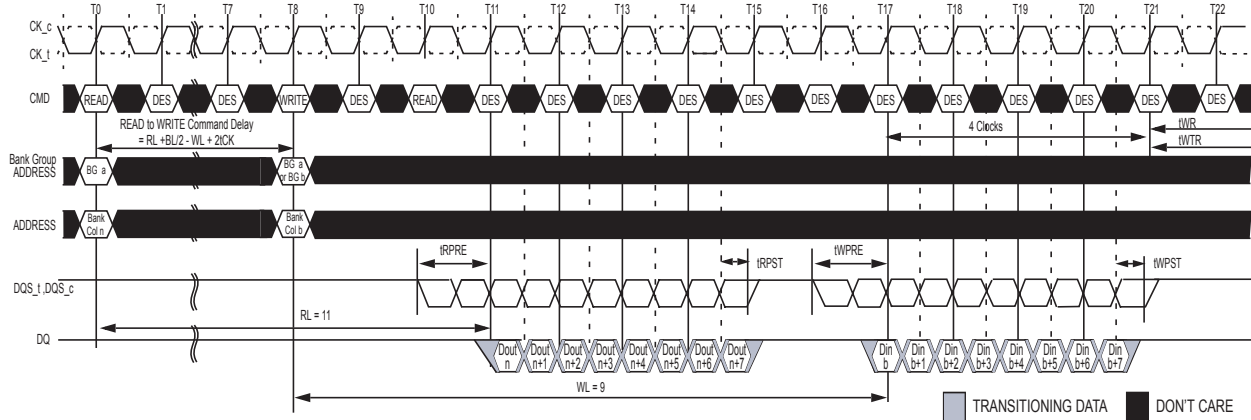 T0 T1 T7 T8 T9 T10 T11 T12 T13 T14 T15 T16 T17 T18 T19 T20 T21 T22
CK_c
CK_t
CMD READ DES DES WRITE DES READ DES DES DES DES DES DES DES DES DES DES DES DES
READ to WRITE Command Delay
= RL +BL/2 - WL + 2tCK
4 Clocks
tWR
tWTR
Bank Group
ADDRESS
BG a
BG a
or BG b
ADDRESS
Bank
Col n
Bank
Col b
tRPRE tRPST tWPRE tWPST
DQS_t ,DQS_c
RL = 11
DQ
Dout
n
Dout
n+1
Dout
n+2
Dout
n+3
Dout
n+4
Dout
n+5
Dout
n+6
Dout
n+7
Din
b
Din
b+1
Din
b+2
Din
b+3
Din
b+4
Din
b+5
Din
b+6
Din
b+7
WL = 9
TRANSITIONING DATA DON'T CARE